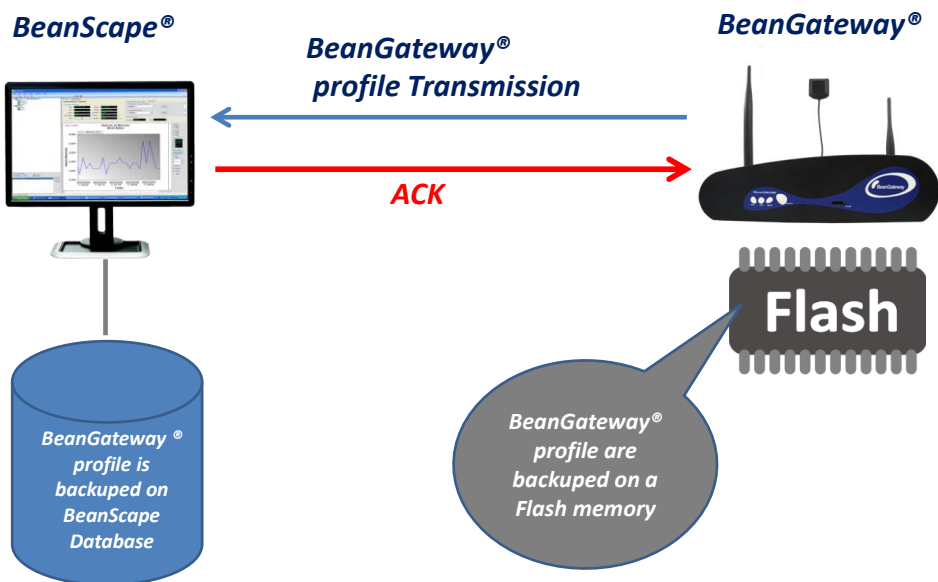 BeanScape®
BeanGateway®
BeanGateway®
profile Transmission
ACK
BeanGateway
Flash
BeanGateway®
profile are
backuped on a
Flash memory
BeanGateway ®
profile is
backuped on
BeanScape
Database